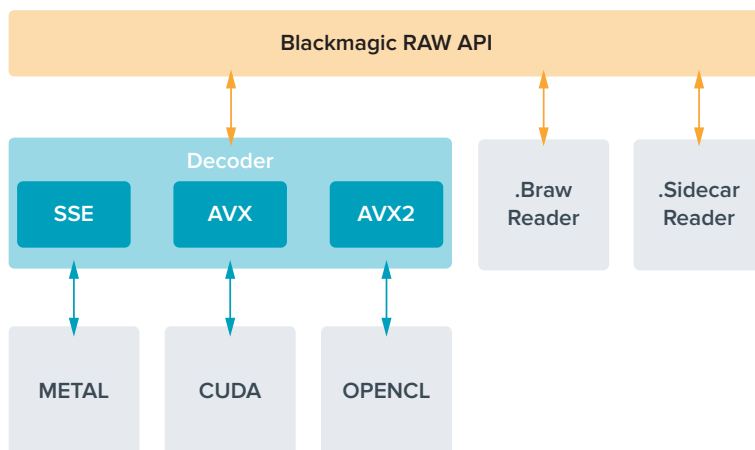 Blackmagic RAW API
Decoder
SSE
AVX
AVX2
.Braw
Reader
.Sidecar
Reader
METAL
CUDA
OPENCL